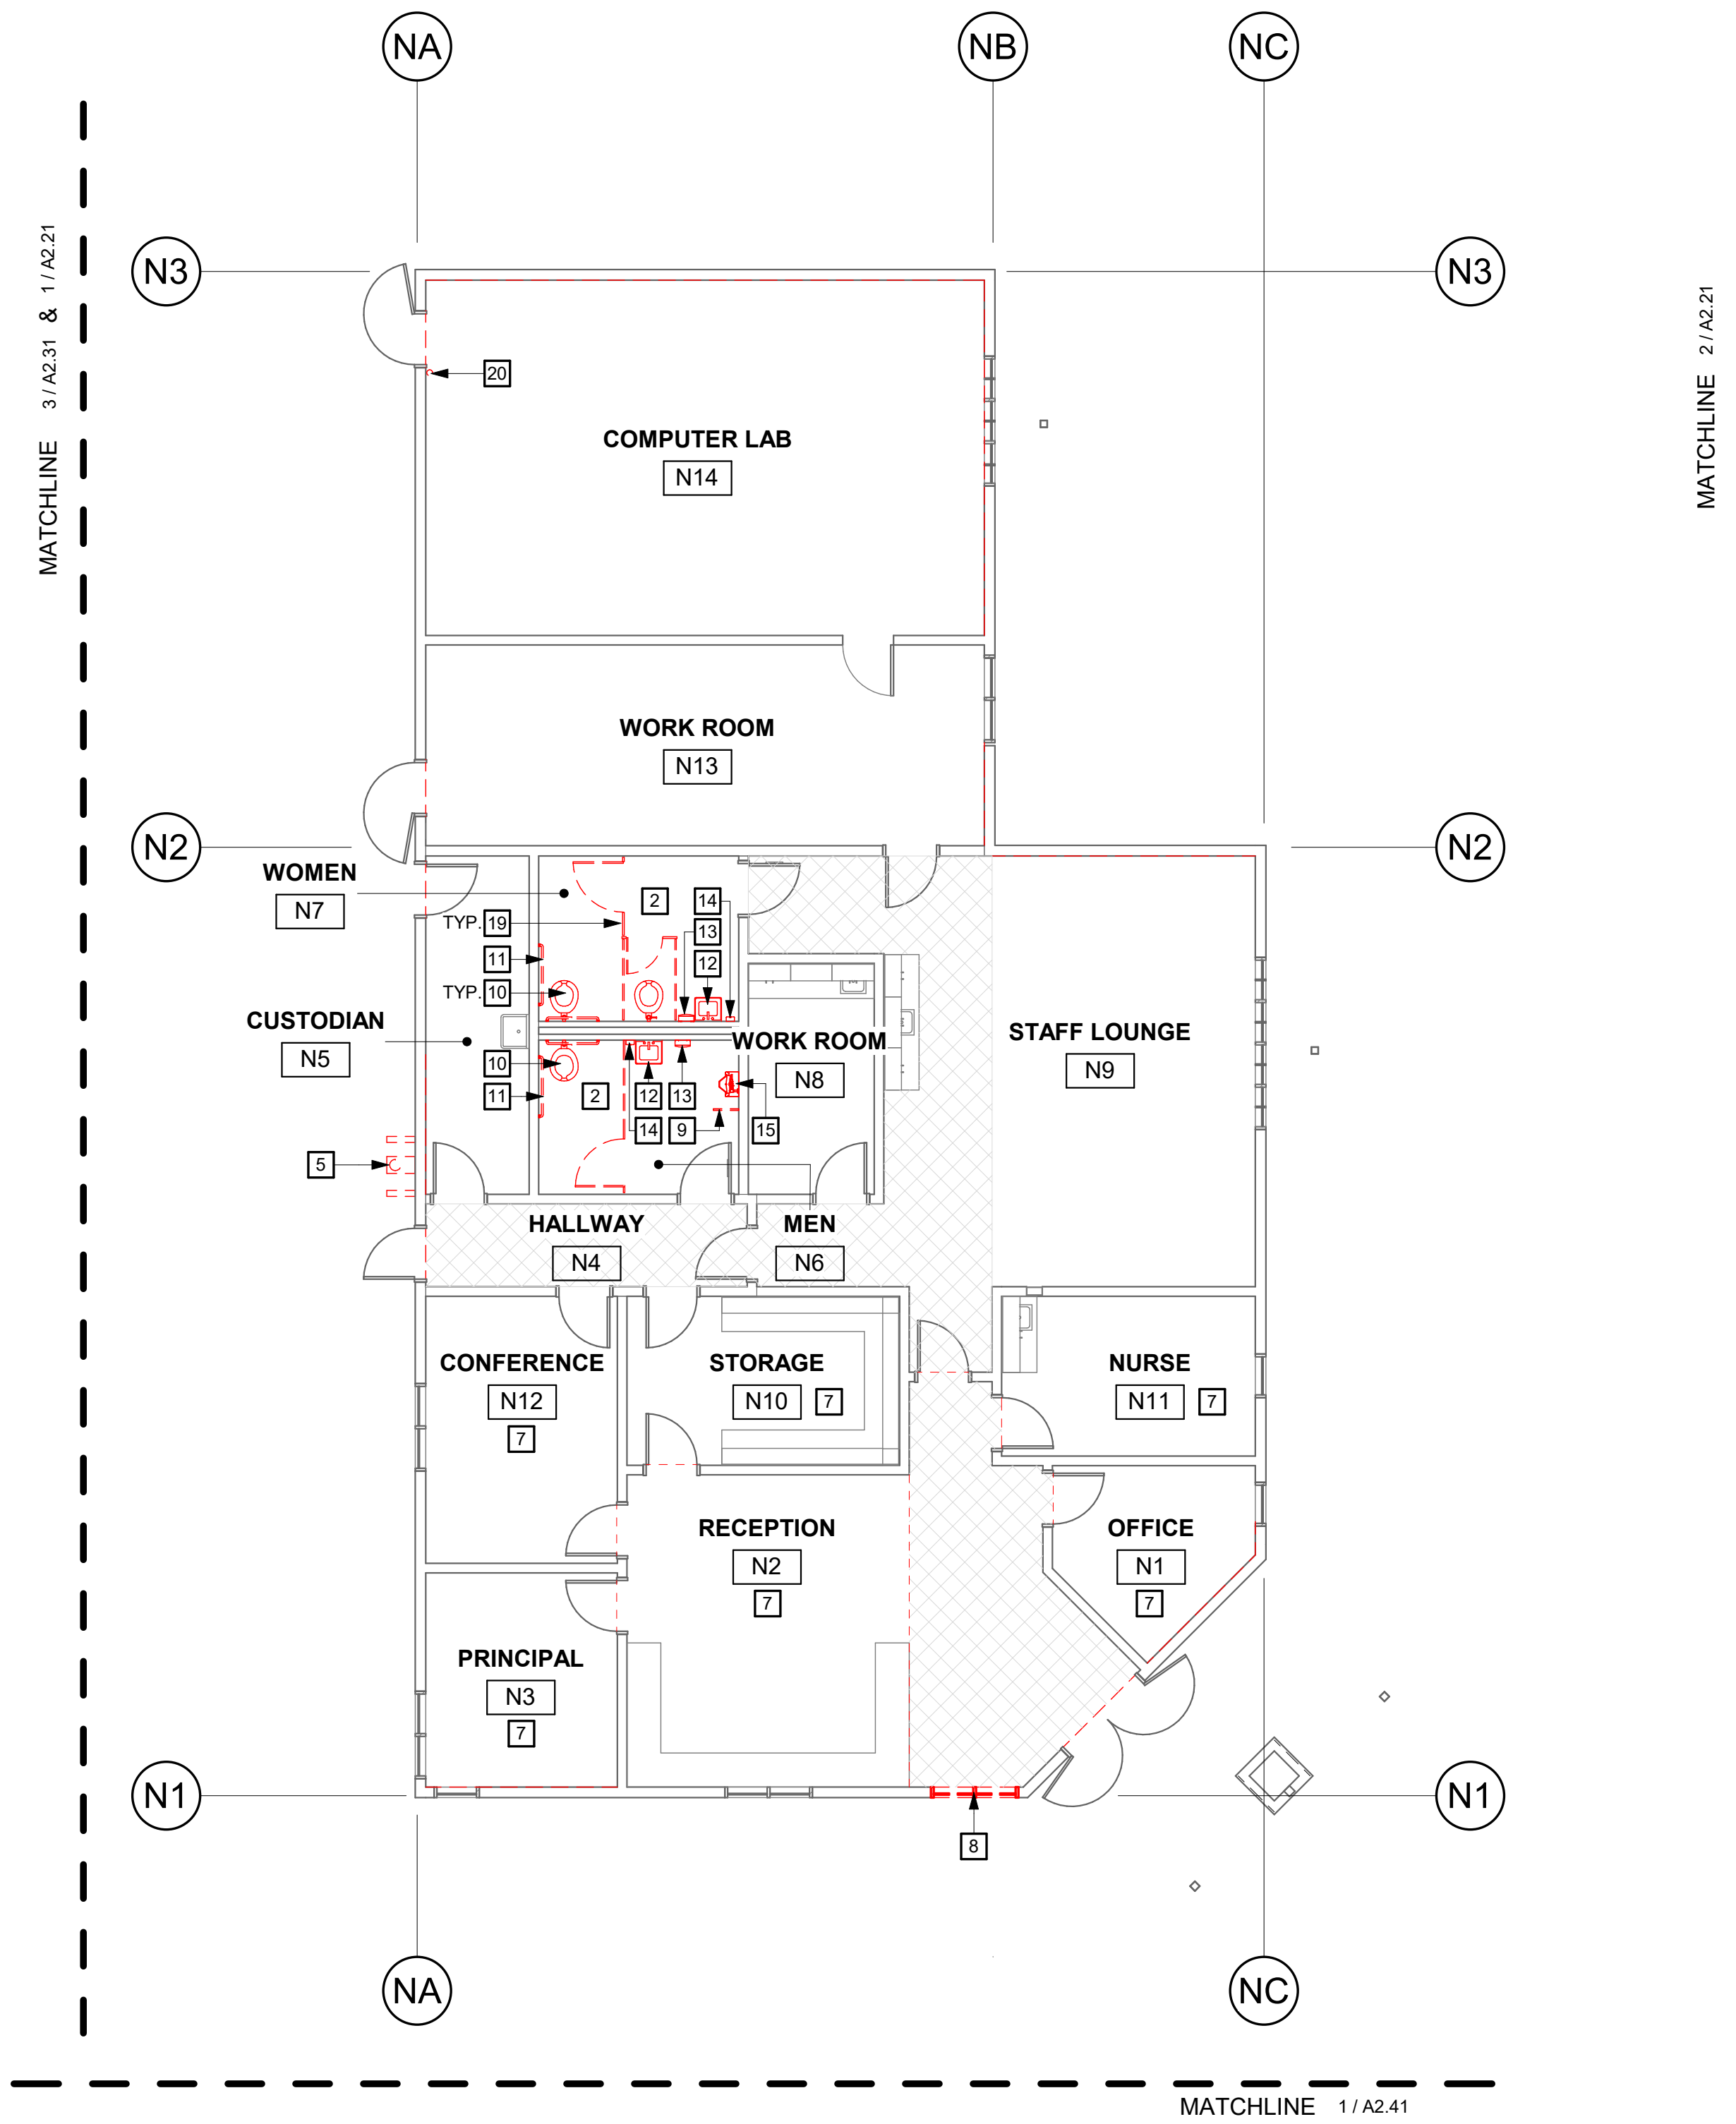 NA
NB
NC
MATCHLINE 3 / A2.31 & 1 / A2.21
MATCHLINE 2 / A2.21
N3
N3
20
COMPUTER LAB
N14
WORK ROOM
N13
N2
N2
WOMEN
N7
2
14
TYP. 19
13
11
12
TYP. 10
CUSTODIAN
N5
WORK ROOM
N8
STAFF LOUNGE
N9
10
11
2
12
13
14
9
15
5
HALLWAY
N4
MEN
N6
CONFERENCE
N12
7
STORAGE
N10
7
NURSE
N11
7
RECEPTION
N2
7
OFFICE
N1
7
PRINCIPAL
N3
7
N1
N1
8
NA
NC
MATCHLINE 1 / A2.41